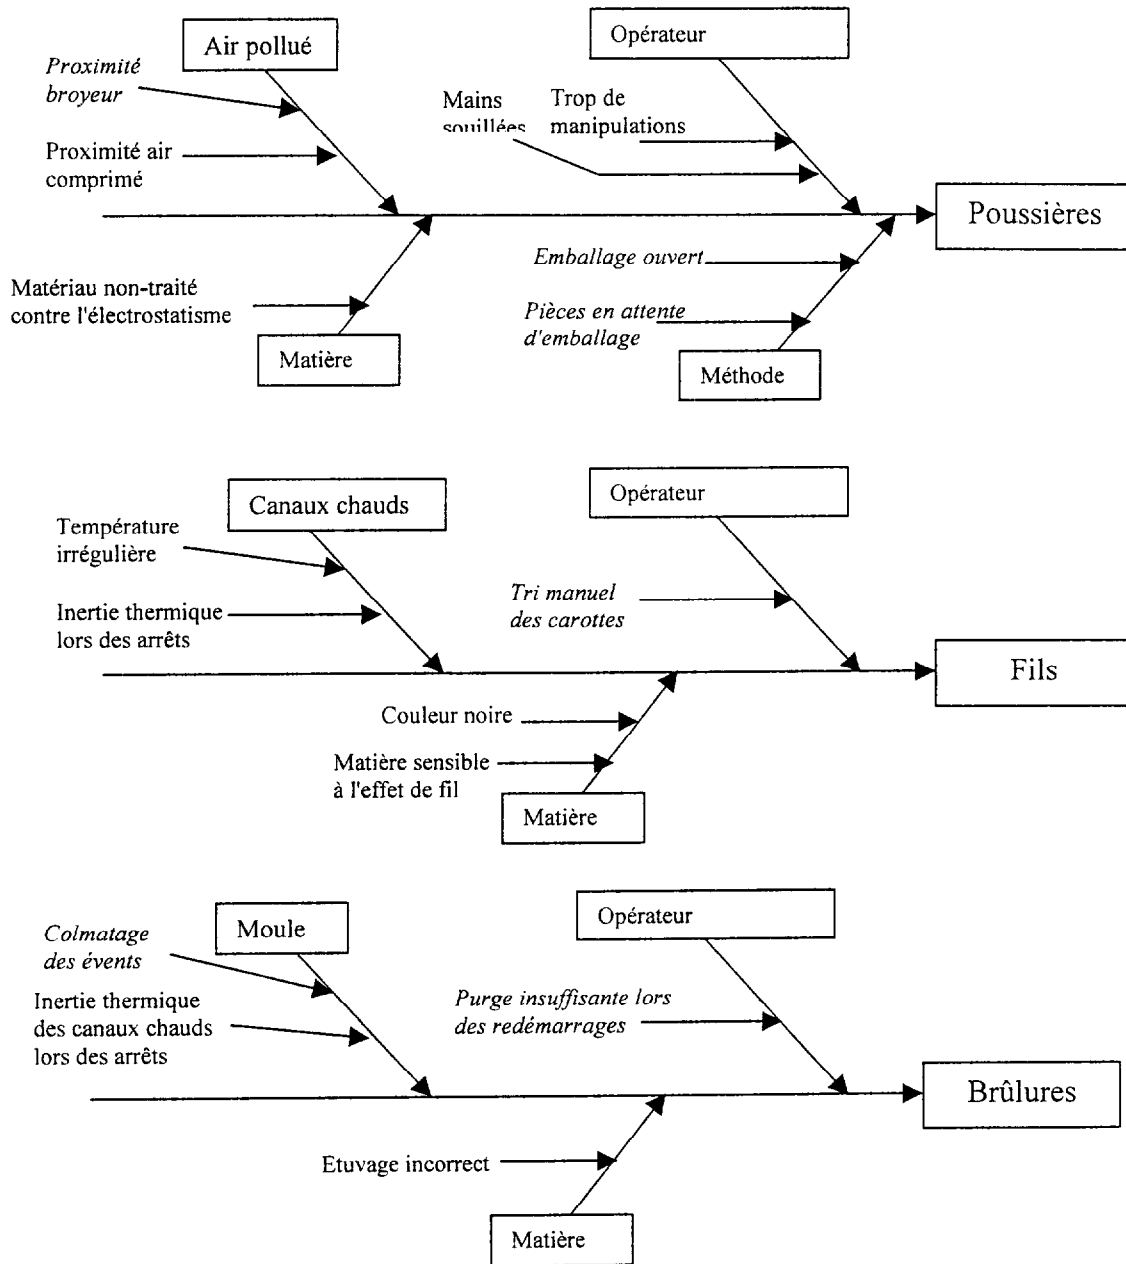 Air pollué
Opérateur
Proximité
broyeur
Mains
souillées
Trop de
manipulations
Proximité air
comprimé
Poussières
Emballage ouvert
Matériau non-traité
contre l'électrostatisme
Pièces en attente
d'emballage
Matière
Méthode
Canaux chauds
Opérateur
Température
irrégulière
Tri manuel
des carottes
Inertie thermique
lors des arrêts
Fils
Couleur noire
Matière sensible
à l'effet de fil
Matière
Moule
Opérateur
Colmatage
des évents
Inertie thermique
des canaux chauds
lors des arrêts
Purge insuffisante lors
des redémarrages
Brûlures
Etuvage incorrect
Matière